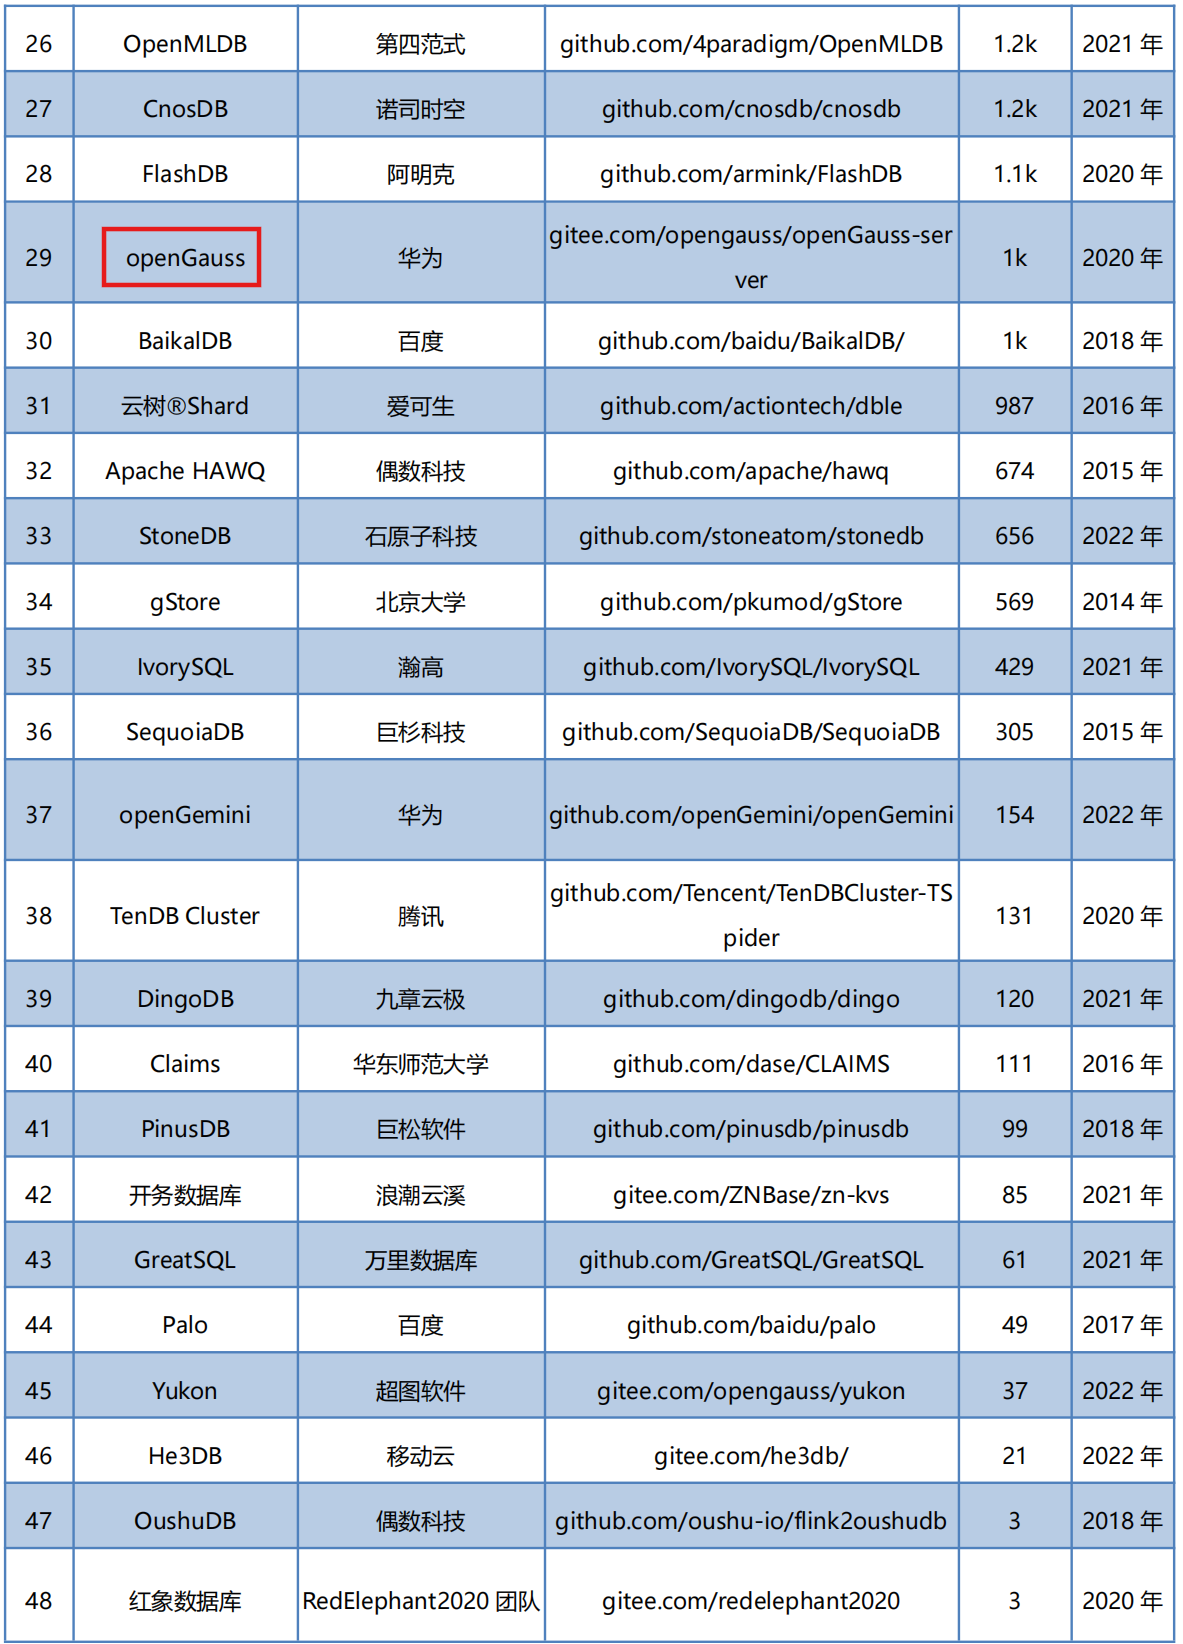 26 OpenMLDB 第四范式 github.com/4paradigm/OpenMLDB 1.2k 2021 年
27 CnosDB 诺司时空 github.com/cnosdb/cnosdb 1.2k 2021 年
28 FlashDB 阿明克 github.com/armink/FlashDB 1.1k 2020 年
29 openGauss 华为 gitee.com/opengauss/openGauss-ser
ver 1k 2020 年
30 BaikalDB 百度 github.com/baidu/BaikalDB/ 1k 2018 年
31 云树®Shard 爱可生 github.com/actiontech/dble 987 2016 年
32 Apache HAWQ 偶数科技 github.com/apache/hawq 674 2015 年
33 StoneDB 石原子科技 github.com/stoneatom/stonedb 656 2022 年
34 gStore 北京大学 github.com/pkumod/gStore 569 2014 年
35 IvorySQL 瀚高 github.com/IvorySQL/IvorySQL 429 2021 年
36 SequoiaDB 巨杉科技 github.com/SequoiaDB/SequoiaDB 305 2015 年
37 openGemini 华为 github.com/openGemini/openGemini 154 2022 年
38 TenDB Cluster 腾讯 github.com/Tencent/TenDBCluster-TS
pider 131 2020 年
39 DingoDB 九章云极 github.com/dingodb/dingo 120 2021 年
40 Claims 华东师范大学 github.com/dase/CLAIMS 111 2016 年
41 PinusDB 巨松软件 github.com/pinusdb/pinusdb 99 2018 年
42 开务数据库 浪潮云溪 gitee.com/ZNBase/zn-kvs 85 2021 年
43 GreatSQL 万里数据库 github.com/GreatSQL/GreatSQL 61 2021 年
44 Palo 百度 github.com/baidu/palo 49 2017 年
45 Yukon 超图软件 gitee.com/opengauss/yukon 37 2022 年
46 He3DB 移动云 gitee.com/he3db/ 21 2022 年
47 OushuDB 偶数科技 github.com/oushu-io/flink2oushudb 3 2018 年
48 红象数据库 RedElephant2020 团队 gitee.com/redelephant2020 3 2020 年